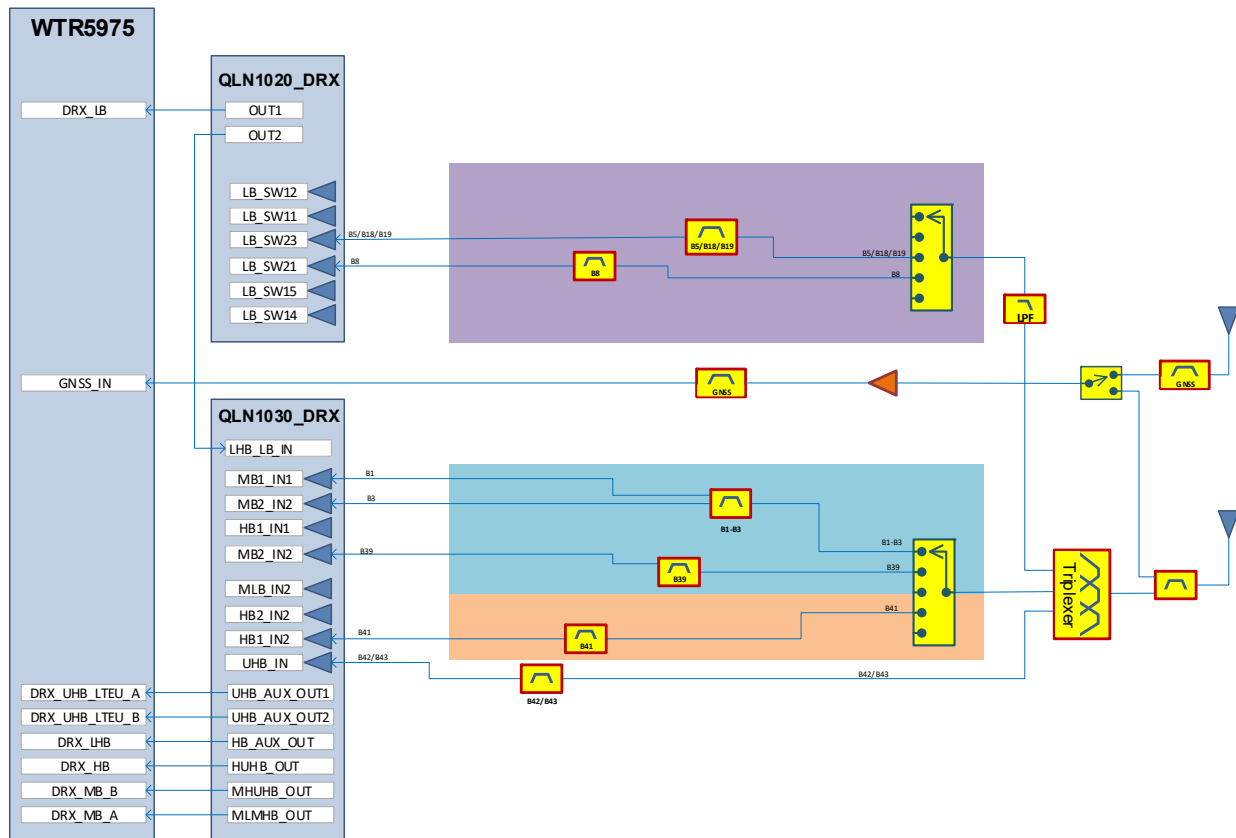 WTR5975
DRX_LB
GNSS_IN
DRX_UHB_LTEU_A
DRX_UHB_LTEU_B
DRX_LHB
DRX_HB
DRX_MB_B
DRX_MB_A
QLN1020_DRX
OUT1
OUT2
LB_SW12
LB_SW11
LB_SW23
LB_SW21
LB_SW15
LB_SW14
B5/B18/B19
B8
B5/B18/B19
B8
B5/B18/B19
B8
LPF
GNSS
GNSS
QLN1030_DRX
LHB_LB_IN
MB1_IN1
MB2_IN2
HB1_IN1
MB2_IN2
MLB_IN2
HB2_IN2
HB1_IN2
UHB_IN
UHB_AUX_OUT1
UHB_AUX_OUT2
HB_AUX_OUT
HUHB_OUT
MHUHB_OUT
MLMHB_OUT
B1
B3
B39
B41
B42/B43
B1-B3
B39
B41
B42/B43
B1-B3
B39
B41
B42/B43
Triplexer